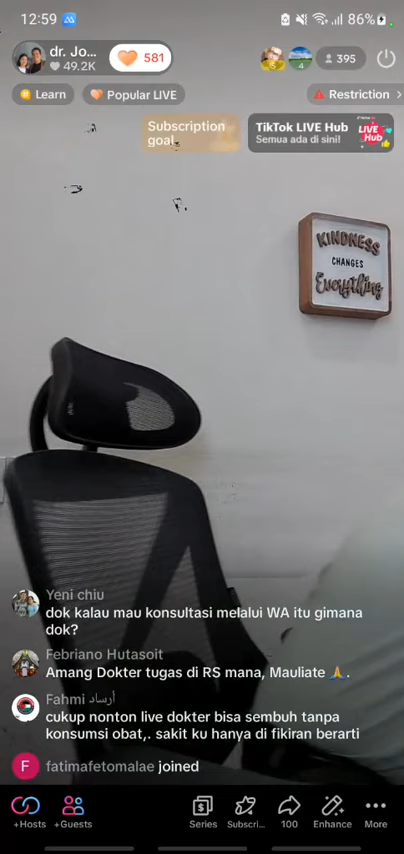 12:59
86%
dr. Jo...
49.2K
581
5
4
395
Learn
Popular LIVE
Restriction
Subscription
goal
TikTok LIVE Hub
Semua ada di sini!
LIVE
Hub
KINDNESS
CHANGES
Everything
Yeni chiu
dok kalau mau konsultasi melalui WA itu gimana
dok?
Febriano Hutasoit
Amang Dokter tugas di RS mana, Mauliate 🙏.
Fahmi أرساد
cukup nonton live dokter bisa sembuh tanpa
konsumsi obat,. sakit ku hanya di fikiran berarti
F
fatimafetomalae joined
+Hosts
+Guests
Series
Subscri...
100
Enhance
More